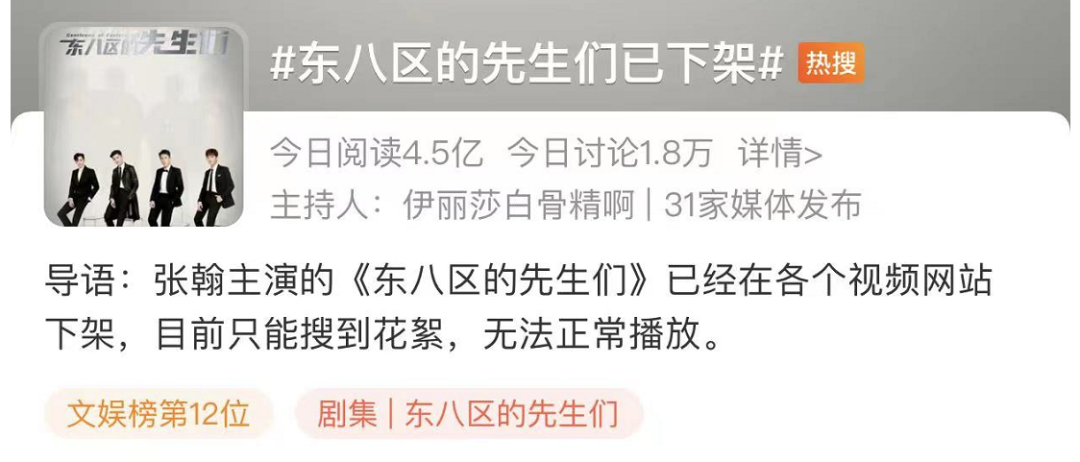 东八区的先生们
#东八区的先生们已下架# 热搜
今日阅读4.5亿 今日讨论1.8万 详情>
主持人：伊丽莎白骨精啊 | 31家媒体发布
导语：张翰主演的《东八区的先生们》已经在各个视频网站
下架，目前只能搜到花絮，无法正常播放。
文娱榜第12位 剧集 | 东八区的先生们